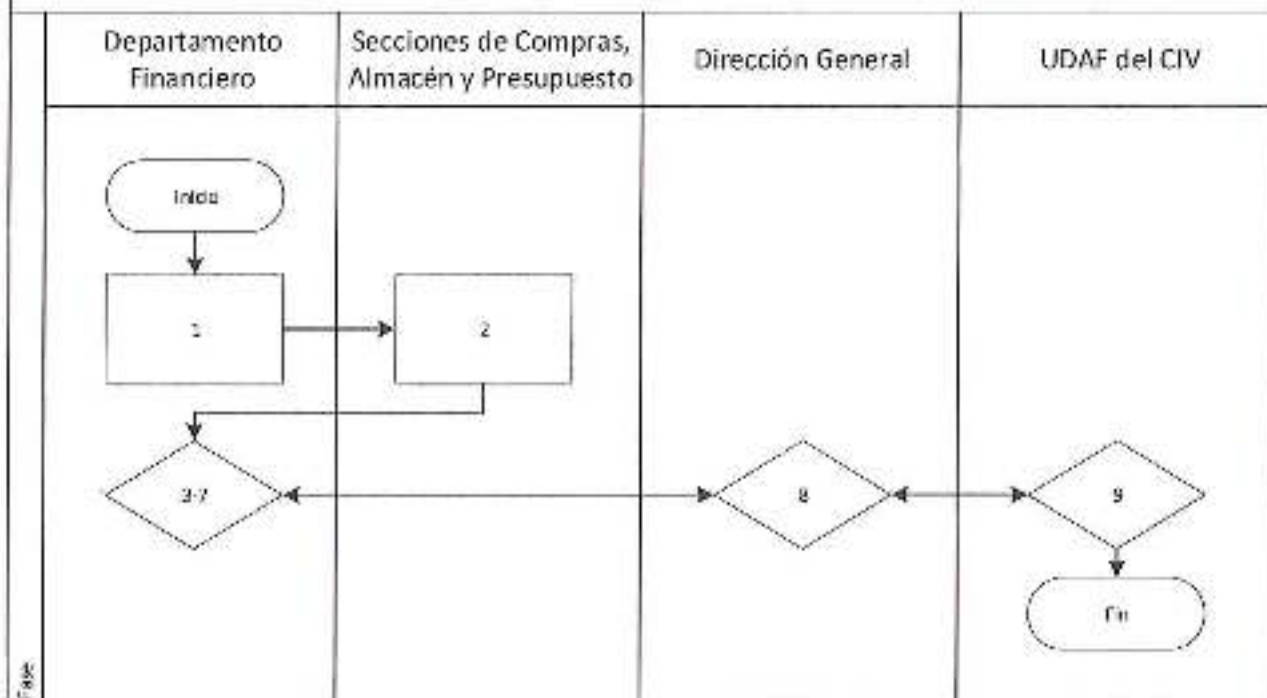 Departamento
Financiero
Secciones de Compras,
Almacén y Presupuesto
Dirección General
UDAF del CIV
Inicio
1
2
3-7
8
9
Fin
Fase